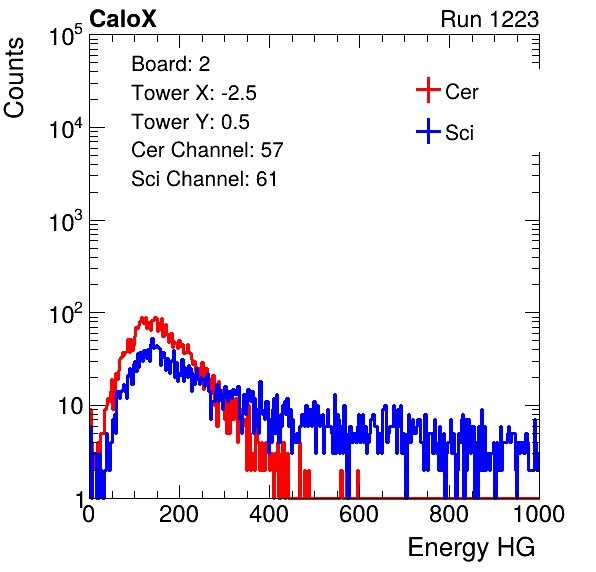 CaloX Run 1223
Counts
Board: 2
Tower X: -2.5
Tower Y: 0.5
Cer Channel: 57
Sci Channel: 61
Cer
Sci
10^5
10^4
10^3
10^2
10
1
0 200 400 600 800 1000
Energy HG